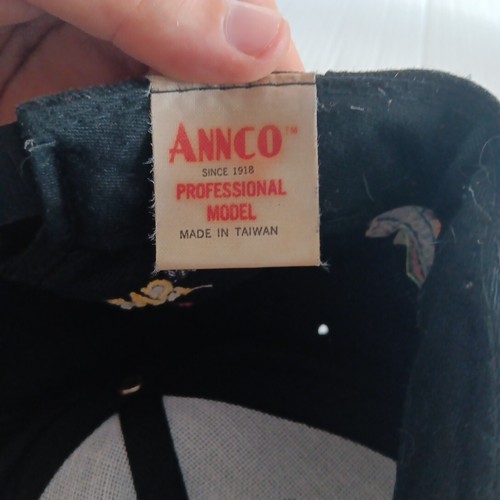 ANNCO™
SINCE 1918
PROFESSIONAL
MODEL
MADE IN TAIWAN